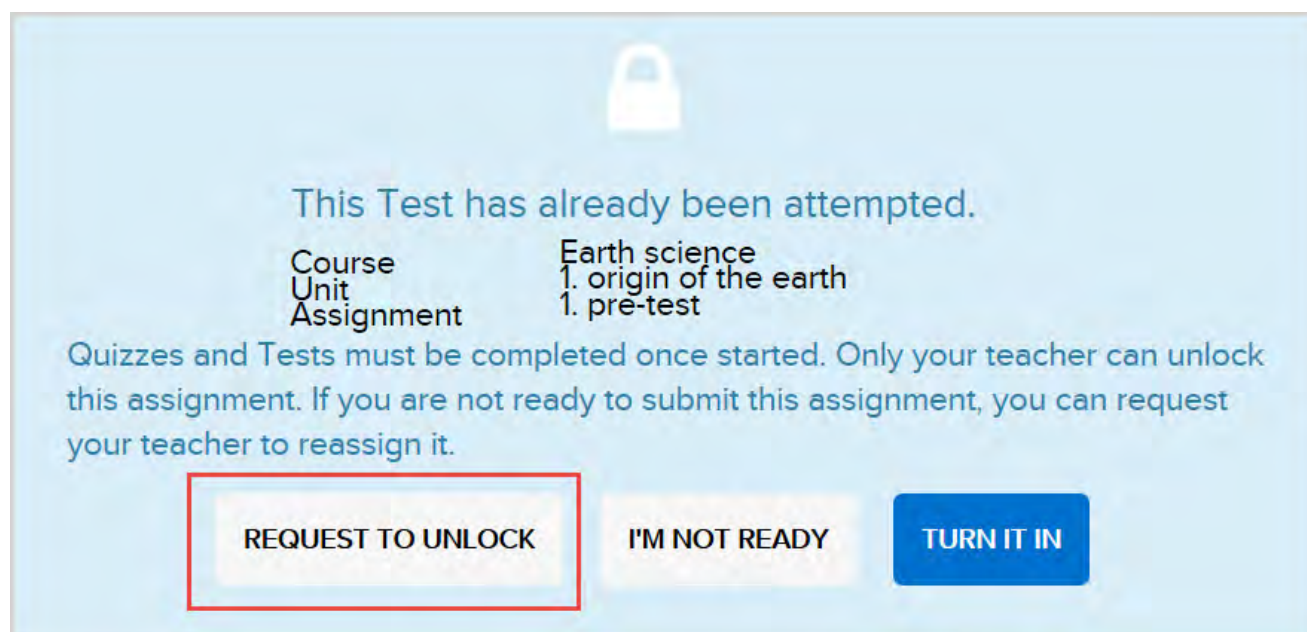 This Test has already been attempted.
Course Earth science
Unit 1. origin of the earth
Assignment 1. pre-test
Quizzes and Tests must be completed once started. Only your teacher can unlock
this assignment. If you are not ready to submit this assignment, you can request
your teacher to reassign it.
REQUEST TO UNLOCK I'M NOT READY TURN IT IN